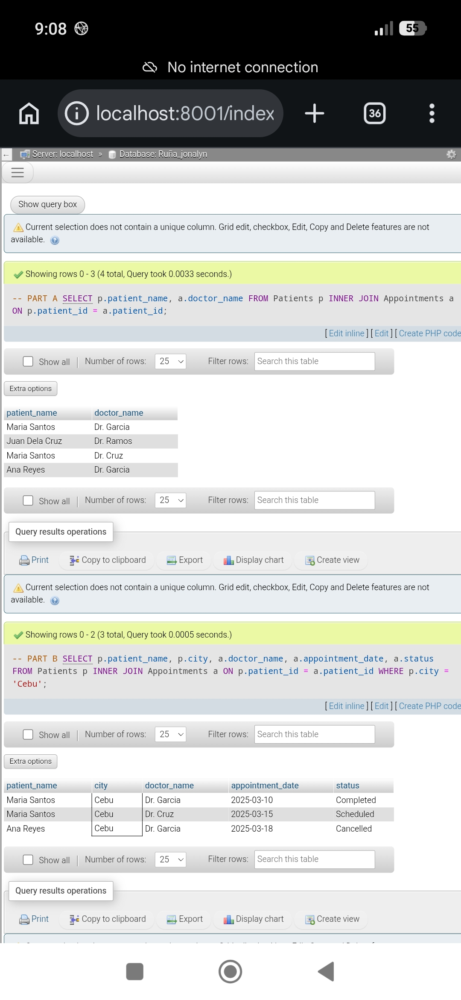 9:08
55
No internet connection
localhost:8001/index
36
← Server: localhost » Database: Ruña_jonalyn
Show query box
Current selection does not contain a unique column. Grid edit, checkbox, Edit, Copy and Delete features are not
available.
Showing rows 0 - 3 (4 total, Query took 0.0033 seconds.)
-- PART A SELECT p.patient_name, a.doctor_name FROM Patients p INNER JOIN Appointments a
ON p.patient_id = a.patient_id;
[ Edit inline ] [ Edit ] [ Create PHP code
Show all | Number of rows: 25 Filter rows: Search this table
Extra options
patient_name doctor_name
Maria Santos Dr. Garcia
Juan Dela Cruz Dr. Ramos
Maria Santos Dr. Cruz
Ana Reyes Dr. Garcia
Show all | Number of rows: 25 Filter rows: Search this table
Query results operations
Print Copy to clipboard Export Display chart Create view
Current selection does not contain a unique column. Grid edit, checkbox, Edit, Copy and Delete features are not
available.
Showing rows 0 - 2 (3 total, Query took 0.0005 seconds.)
-- PART B SELECT p.patient_name, p.city, a.doctor_name, a.appointment_date, a.status
FROM Patients p INNER JOIN Appointments a ON p.patient_id = a.patient_id WHERE p.city =
'Cebu';
[ Edit inline ] [ Edit ] [ Create PHP code
Show all | Number of rows: 25 Filter rows: Search this table
Extra options
patient_name city doctor_name appointment_date status
Maria Santos Cebu Dr. Garcia 2025-03-10 Completed
Maria Santos Cebu Dr. Cruz 2025-03-15 Scheduled
Ana Reyes Cebu Dr. Garcia 2025-03-18 Cancelled
Show all | Number of rows: 25 Filter rows: Search this table
Query results operations
Print Copy to clipboard Export Display chart Create view